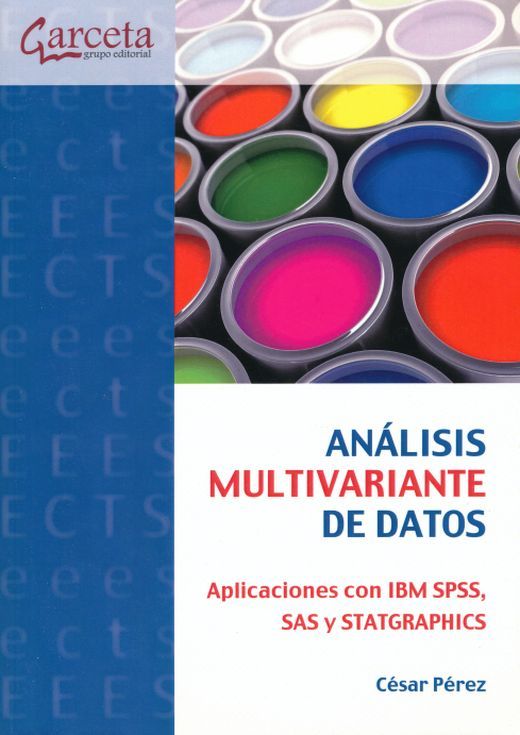 Garceta
grupo editorial
E C T S
e c t s
E E E S
E C T S
e e e s
e c t s
E E E S
E C T S
e e e s
e c t s
E E E S
ANÁLISIS
MULTIVARIANTE
DE DATOS
Aplicaciones con IBM SPSS,
SAS y STATGRAPHICS
César Pérez